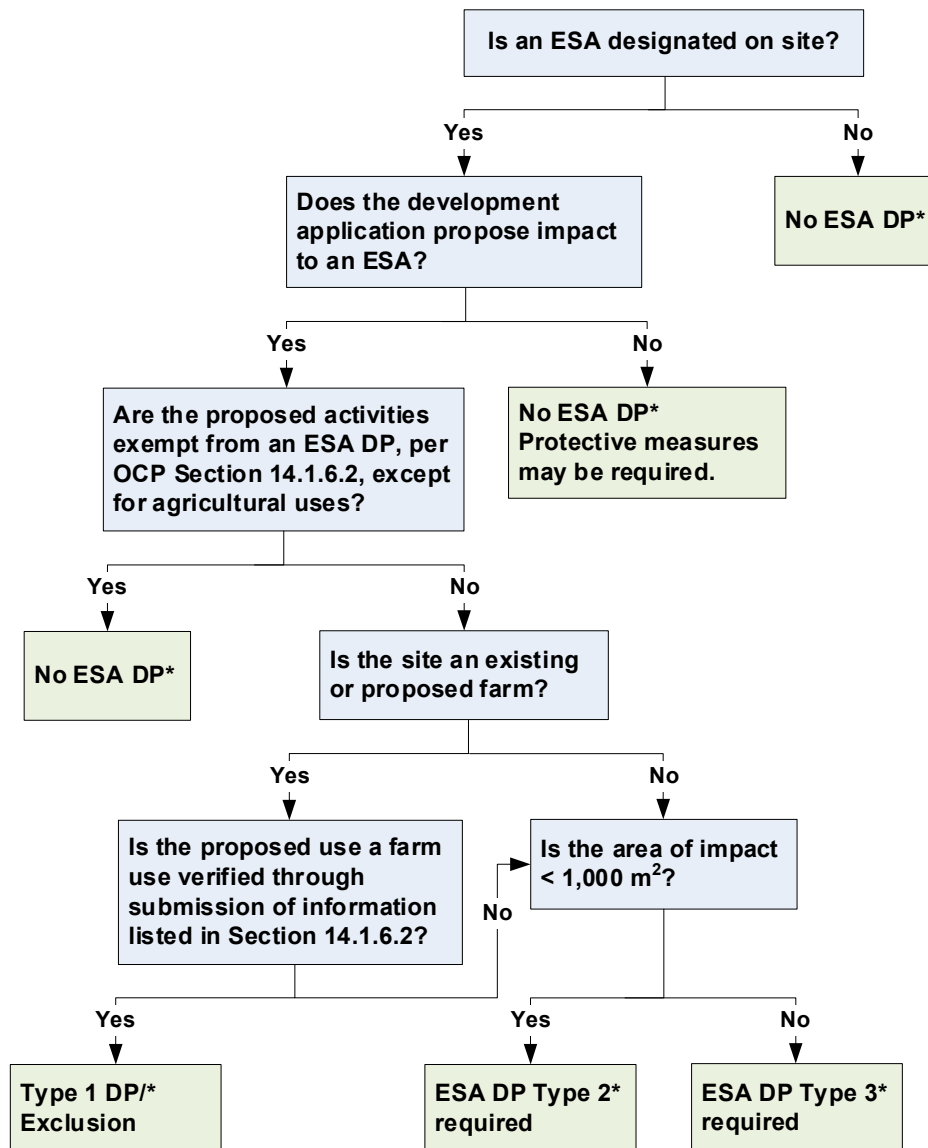 Is an ESA designated on site?
Yes
No
Does the development
application propose impact
to an ESA?
No ESA DP*
Yes
No
Are the proposed activities
exempt from an ESA DP, per
OCP Section 14.1.6.2, except
for agricultural uses?
No ESA DP*
Protective measures
may be required.
Yes
No
No ESA DP*
Is the site an existing
or proposed farm?
Yes
No
Is the proposed use a farm
use verified through
submission of information
listed in Section 14.1.6.2?
No
Is the area of impact
< 1,000 m²?
Yes
Yes
No
Type 1 DP/*
Exclusion
ESA DP Type 2*
required
ESA DP Type 3*
required